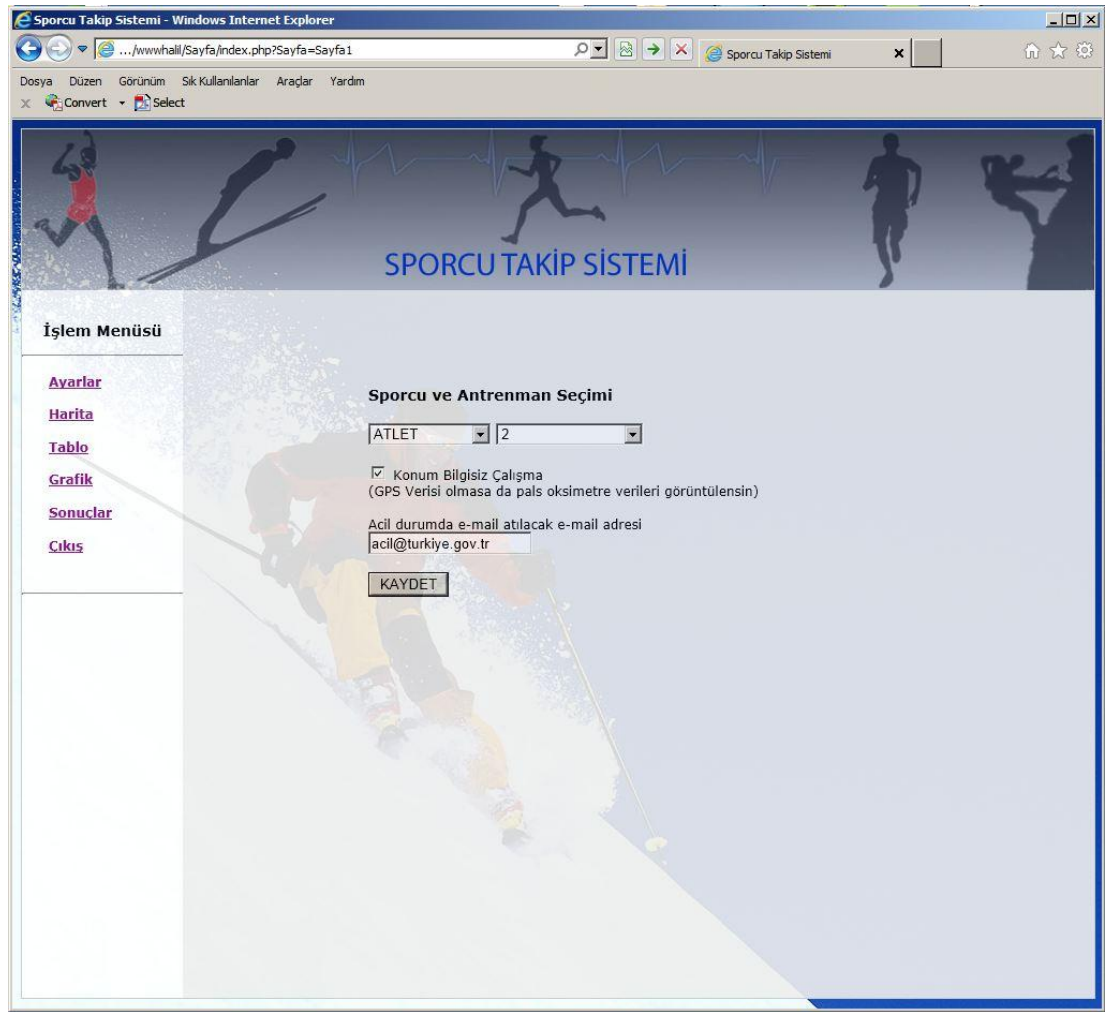 Sporcu Takip Sistemi - Windows Internet Explorer
.../wwwhalil/Sayfa/index.php?Sayfa=Sayfa1
Sporcu Takip Sistemi
Dosya Düzen Görünüm Sık Kullanılanlar Araçlar Yardım
x Convert Select
SPORCU TAKİP SİSTEMİ
İşlem Menüsü
Ayarlar
Harita
Tablo
Grafik
Sonuçlar
Çıkış
Sporcu ve Antrenman Seçimi
ATLET 2
Konum Bilgisiz Çalışma
(GPS Verisi olmasa da pals oksimetre verileri görüntülensin)
Acil durumda e-mail atılacak e-mail adresi
acil@turkiye.gov.tr
KAYDET